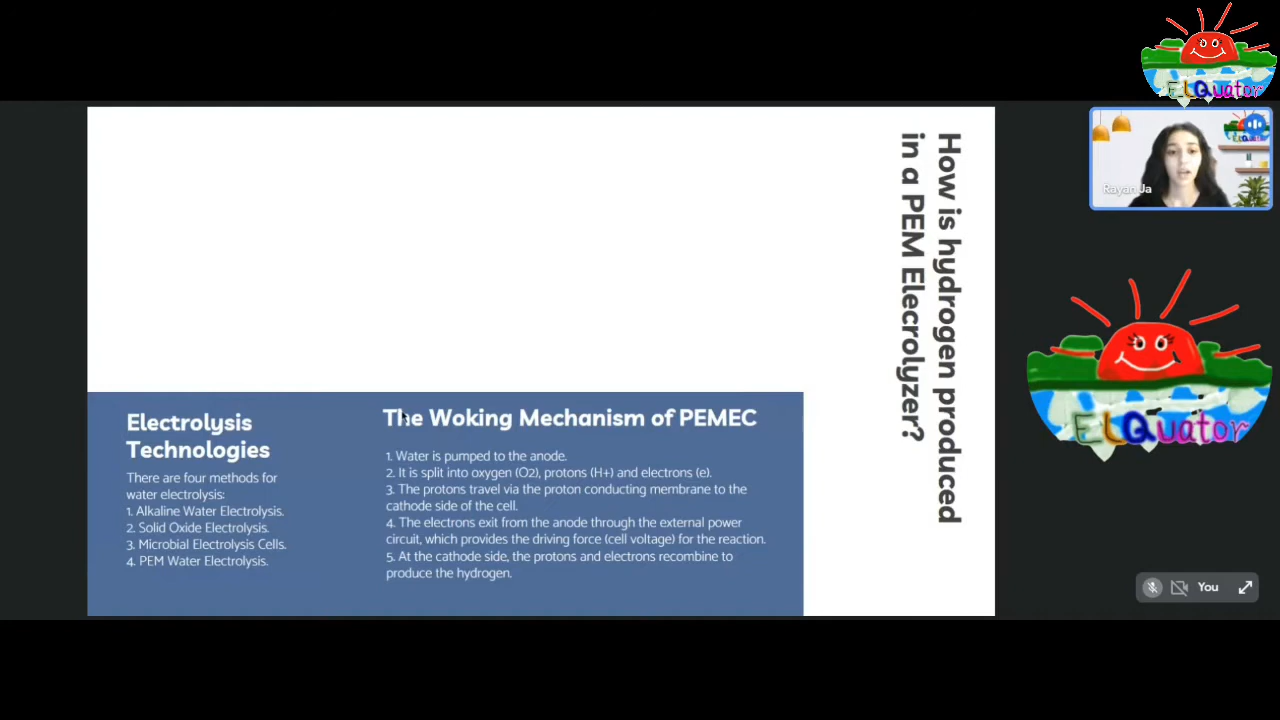 ELQuator
How is hydrogen produced
in a PEM Elecrolyzer?
Rayan Ja
ELQuator
Electrolysis
Technologies
There are four methods for
water electrolysis:
1. Alkaline Water Electrolysis.
2. Solid Oxide Electrolysis.
3. Microbial Electrolysis Cells.
4. PEM Water Electrolysis.
The Woking Mechanism of PEMEC
1. Water is pumped to the anode.
2. It is split into oxygen (O2), protons (H+) and electrons (e).
3. The protons travel via the proton conducting membrane to the
cathode side of the cell.
4. The electrons exit from the anode through the external power
circuit, which provides the driving force (cell voltage) for the reaction.
5. At the cathode side, the protons and electrons recombine to
produce the hydrogen.
You